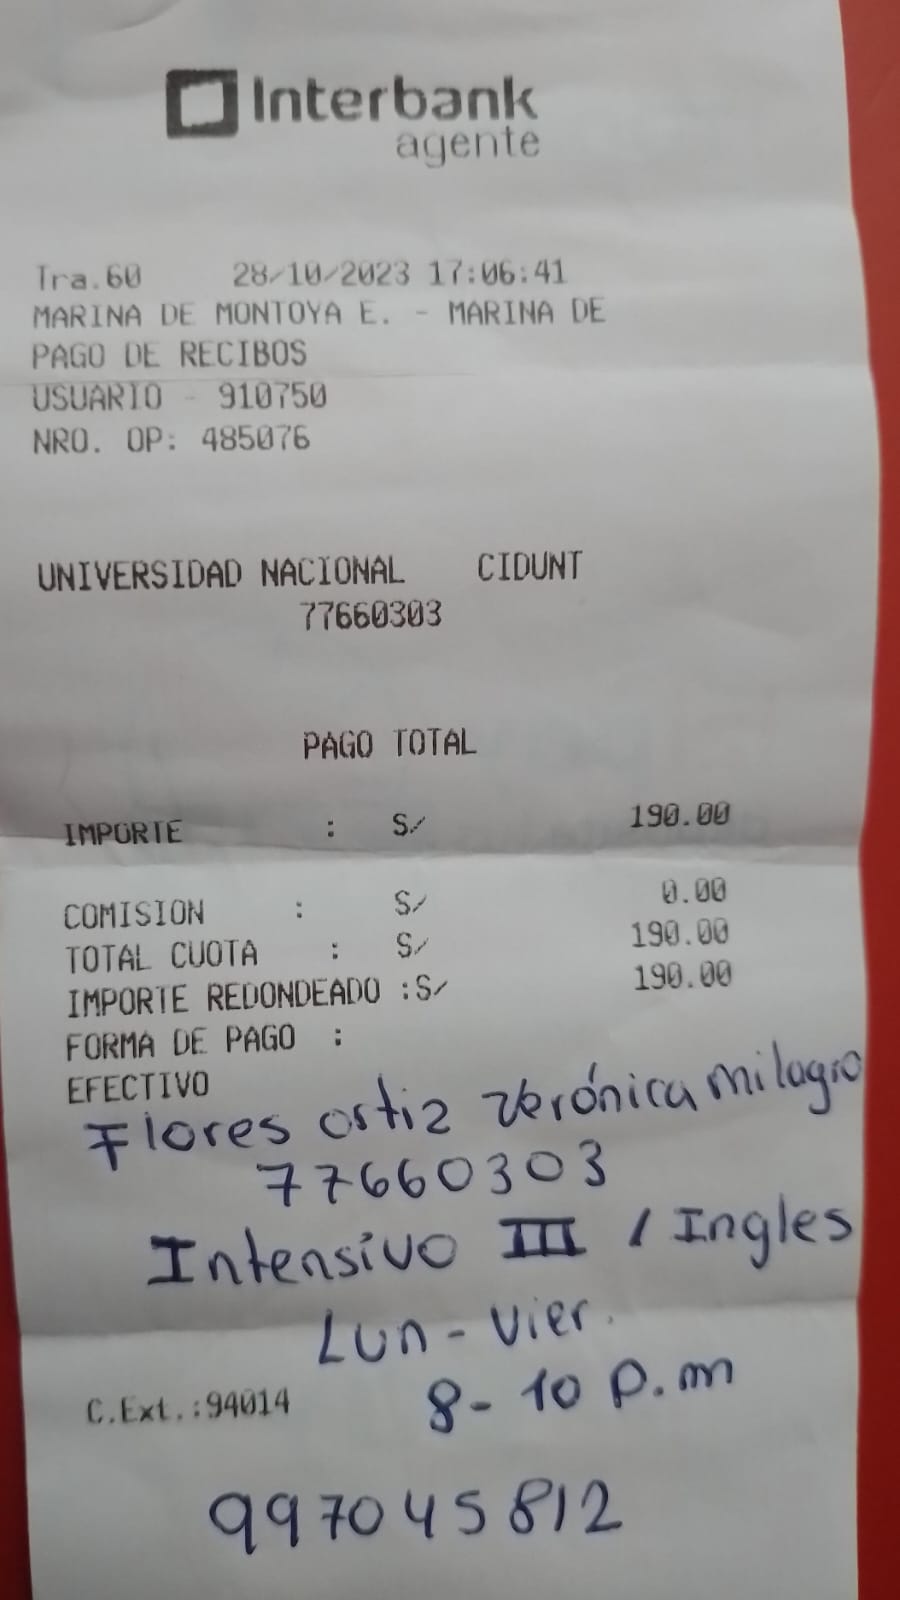 Interbank
agente
Tra.60 28/10/2023 17:06:41
MARINA DE MONTOYA E. - MARINA DE
PAGO DE RECIBOS
USUARIO - 910750
NRO. OP: 485076
UNIVERSIDAD NACIONAL CIDUNT
77660303
PAGO TOTAL
IMPORTE : S/ 190.00
COMISION : S/ 0.00
TOTAL CUOTA : S/ 190.00
IMPORTE REDONDEADO :S/ 190.00
FORMA DE PAGO :
EFECTIVO
Flores ortiz Verónica milagro
77660303
Intensivo III / Ingles
Lun - Vier.
8 - 10 p.m
C.Ext.:94014
997045812